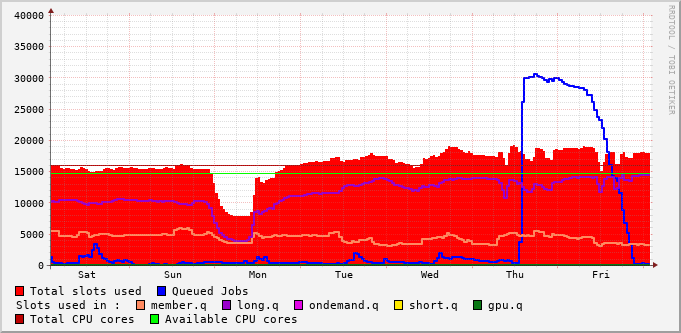 40000
35000
30000
25000
20000
15000
10000
5000
0
Sat Sun Mon Tue Wed Thu Fri
RRDTOOL / TOBI OETIKER
Total slots used Queued Jobs
Slots used in : member.q long.q ondemand.q short.q gpu.q
Total CPU cores Available CPU cores